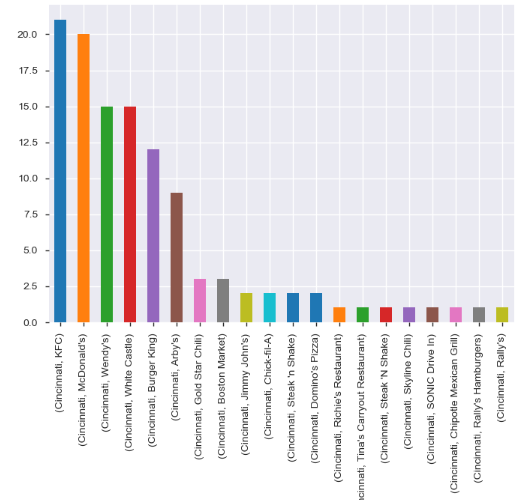 20.0
17.5
15.0
12.5
10.0
7.5
5.0
2.5
0.0
(Cincinnati, KFC)
(Cincinnati, McDonald's)
(Cincinnati, Wendy's)
(Cincinnati, White Castle)
(Cincinnati, Burger King)
(Cincinnati, Arby's)
(Cincinnati, Gold Star Chili)
(Cincinnati, Boston Market)
(Cincinnati, Jimmy John's)
(Cincinnati, Chick-fil-A)
(Cincinnati, Steak 'n Shake)
(Cincinnati, Domino's Pizza)
(Cincinnati, Richie's Restaurant)
cincinnati, Tina's Carryout Restaurant)
(Cincinnati, Steak 'N Shake)
(Cincinnati, Skyline Chili)
(Cincinnati, SONIC Drive In)
(Cincinnati, Chipotle Mexican Grill)
(Cincinnati, Rally's Hamburgers)
(Cincinnati, Rally's)